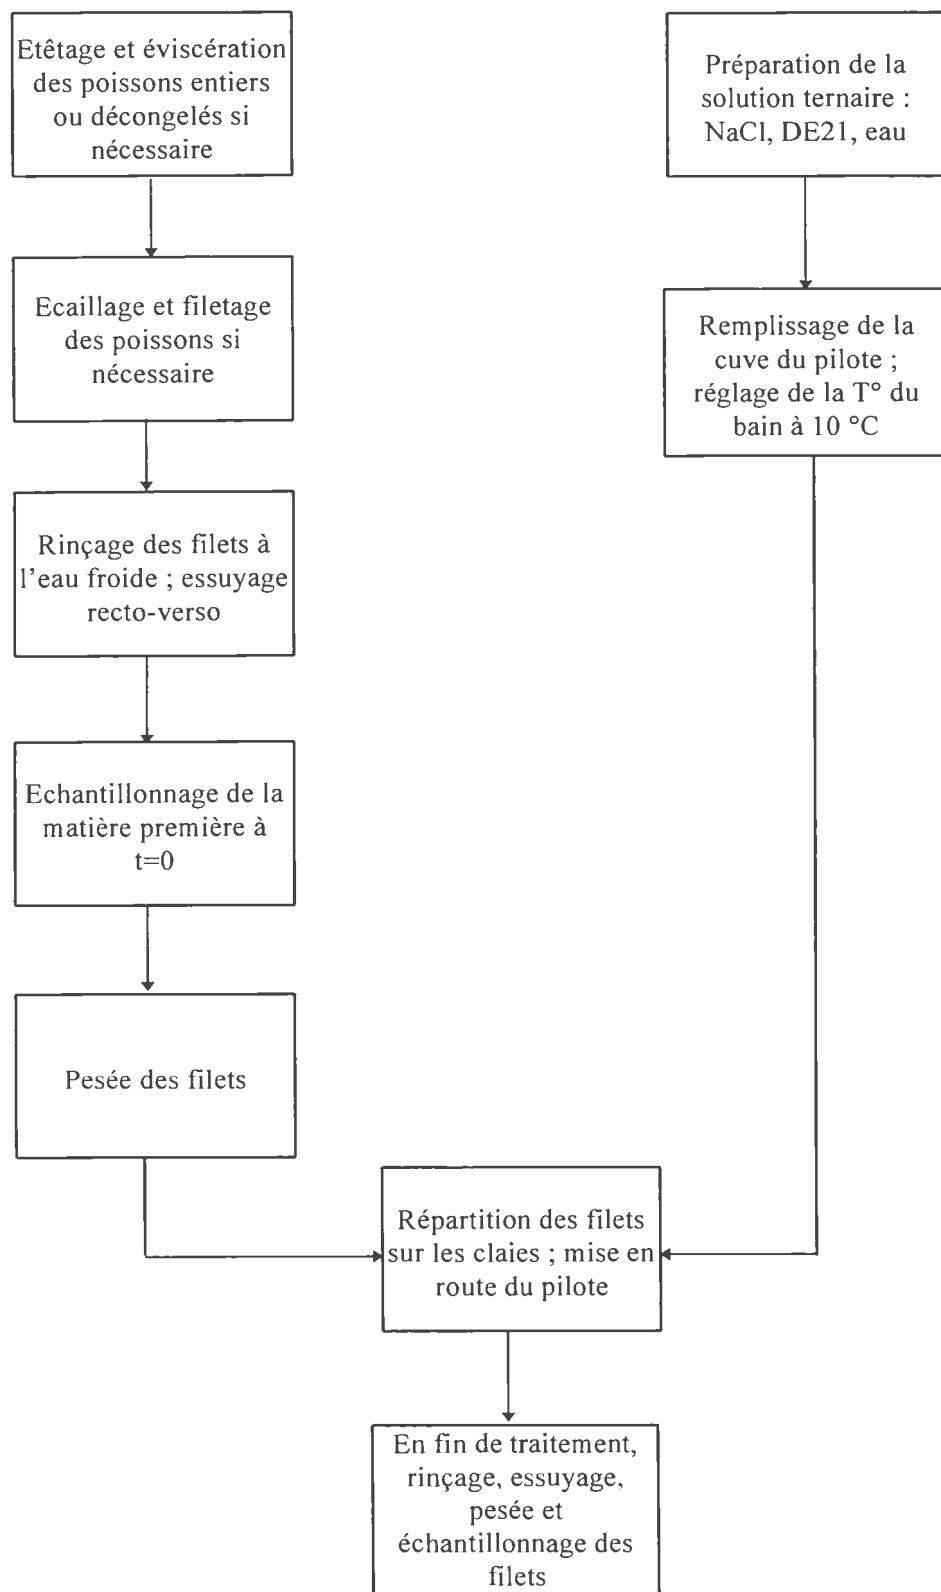 Etêtage et éviscération
des poissons entiers
ou décongelés si
nécessaire
Ecaillage et filetage
des poissons si
nécessaire
Rinçage des filets à
l'eau froide ; essuyage
recto-verso
Echantillonnage de la
matière première à
t=0
Pesée des filets
Préparation de la
solution ternaire :
NaCl, DE21, eau
Remplissage de la
cuve du pilote ;
réglage de la T° du
bain à 10 °C
Répartition des filets
sur les claies ; mise en
route du pilote
En fin de traitement,
rinçage, essuyage,
pesée et
échantillonnage des
filets